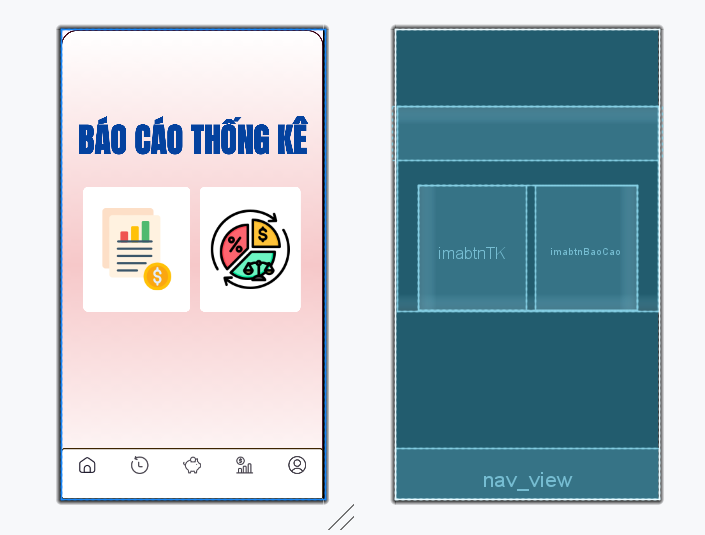 BÁO CÁO THỐNG KÊ
$
%
$
$
imabtnTK
imabtnBaoCao
nav_view